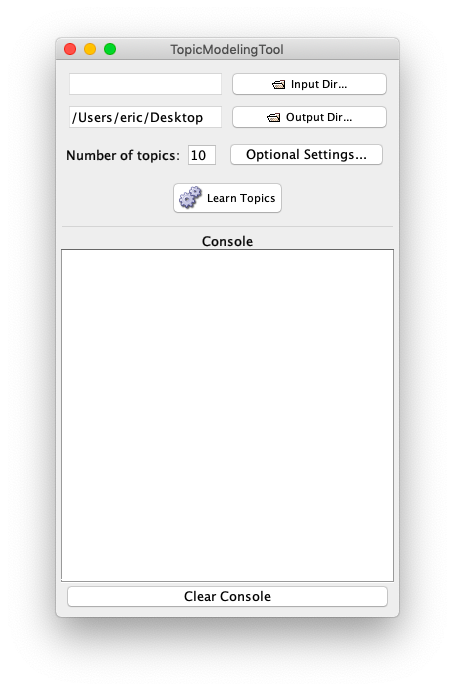 TopicModelingTool
Input Dir...
/Users/eric/Desktop Output Dir...
Number of topics: 10 Optional Settings...
Learn Topics
Console
Clear Console